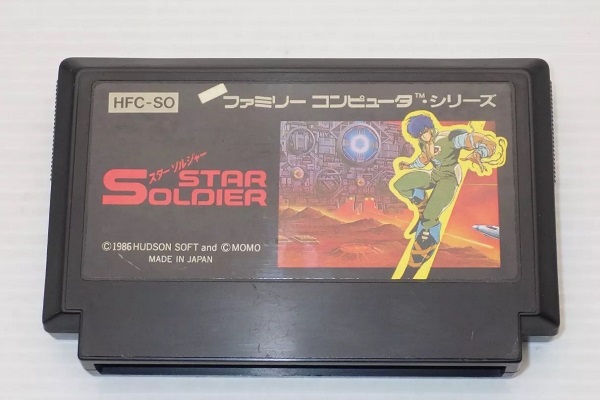 HFC-SO
ファミリー コンピュータ™・シリーズ
スターソルジャー
STAR
SOLDIER
©1986 HUDSON SOFT and ©MOMO
MADE IN JAPAN